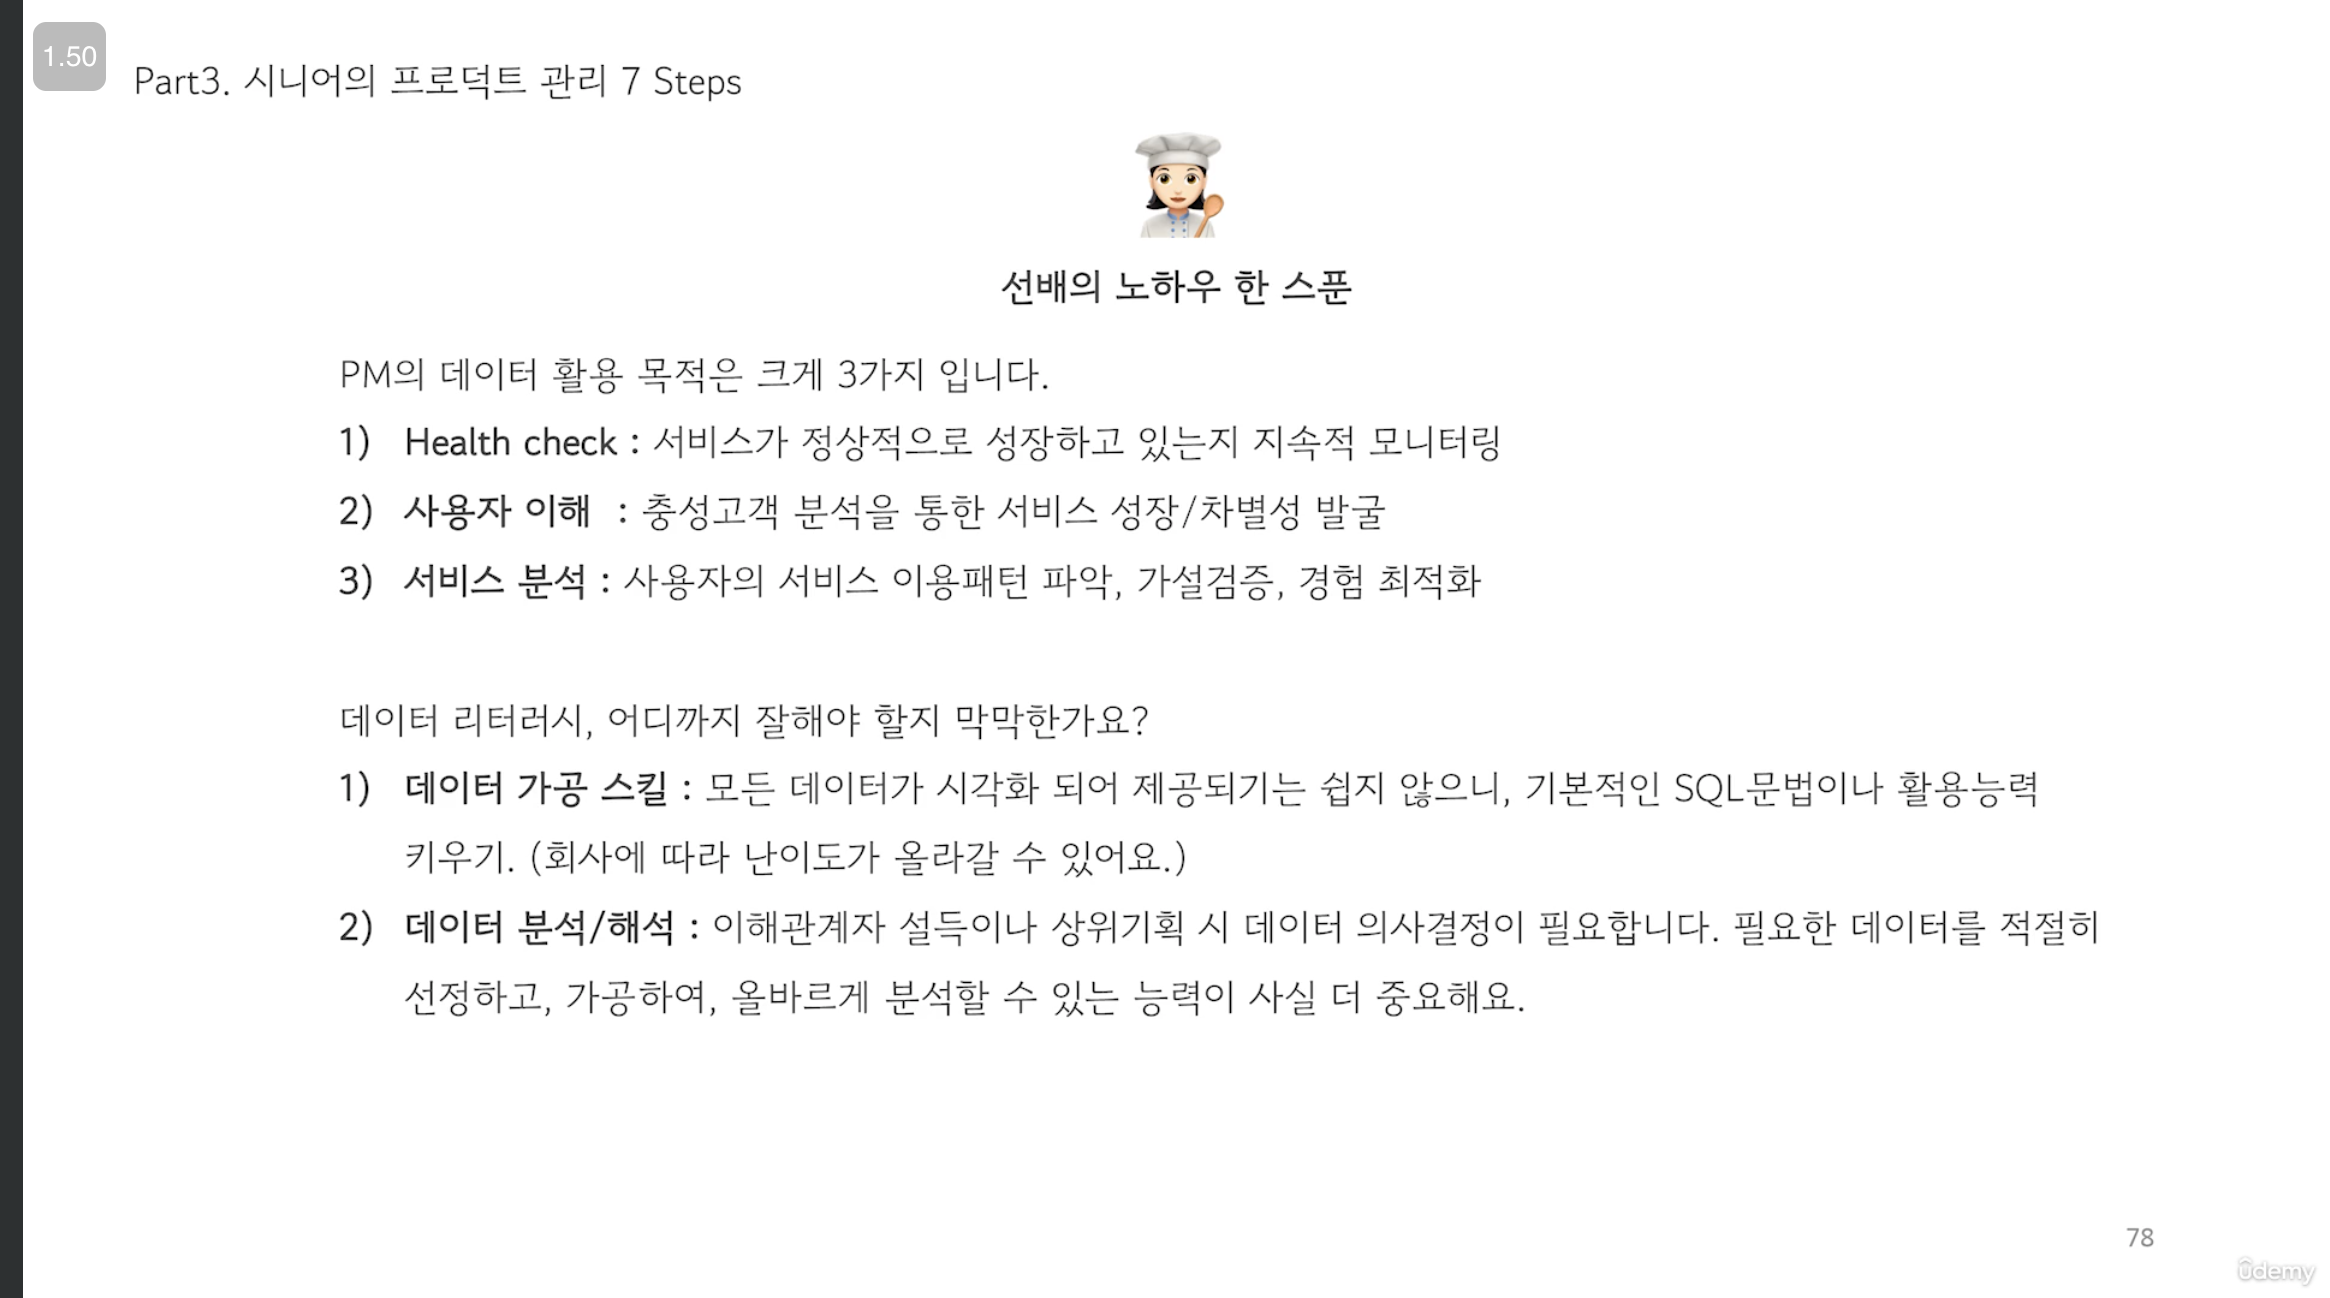 1.50
Part3. 시니어의 프로덕트 관리 7 Steps
선배의 노하우 한 스푼
PM의 데이터 활용 목적은 크게 3가지 입니다.
1) Health check : 서비스가 정상적으로 성장하고 있는지 지속적 모니터링
2) 사용자 이해 : 충성고객 분석을 통한 서비스 성장/차별성 발굴
3) 서비스 분석 : 사용자의 서비스 이용패턴 파악, 가설검증, 경험 최적화
데이터 리터러시, 어디까지 잘해야 할지 막막한가요?
1) 데이터 가공 스킬 : 모든 데이터가 시각화 되어 제공되기는 쉽지 않으니, 기본적인 SQL문법이나 활용능력
키우기. (회사에 따라 난이도가 올라갈 수 있어요.)
2) 데이터 분석/해석 : 이해관계자 설득이나 상위기획 시 데이터 의사결정이 필요합니다. 필요한 데이터를 적절히
선정하고, 가공하여, 올바르게 분석할 수 있는 능력이 사실 더 중요해요.
78
ûdemy